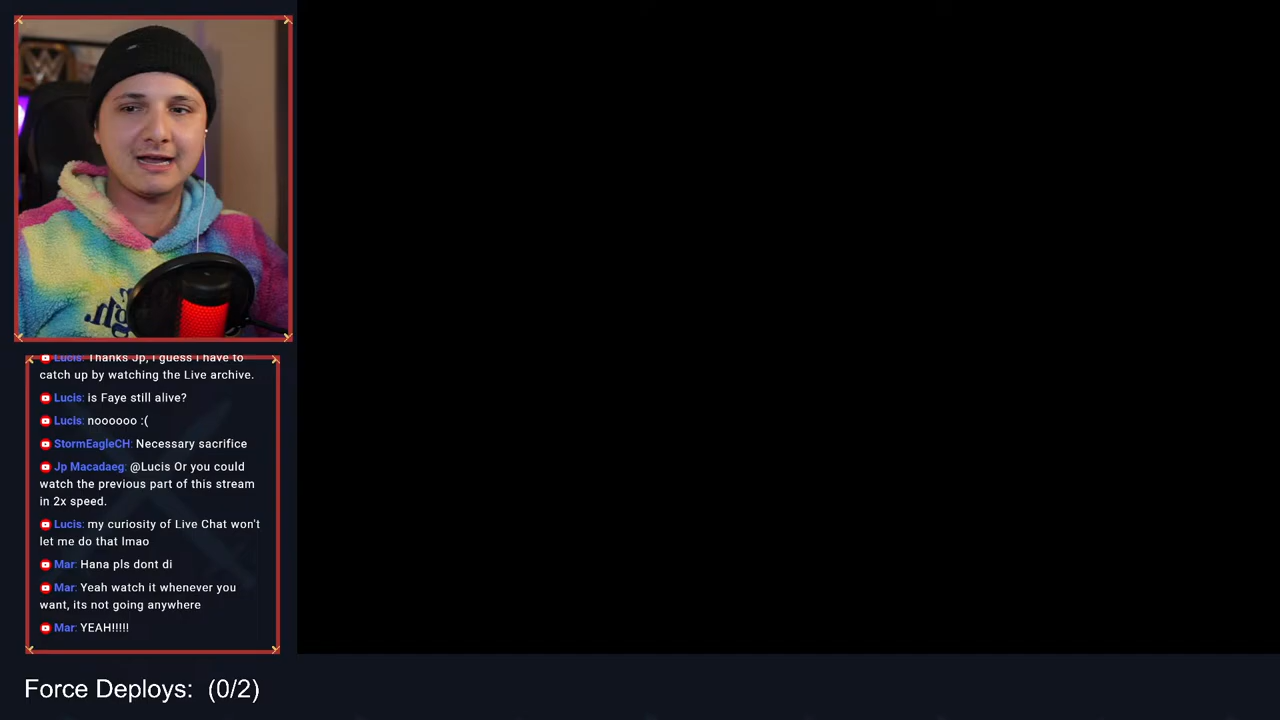 Lucis: Thanks Jp, i guess i have to
catch up by watching the Live archive.
Lucis: is Faye still alive?
Lucis: noooooo :(
StormEagleCH: Necessary sacrifice
Jp Macadaeg: @Lucis Or you could
watch the previous part of this stream
in 2x speed.
Lucis: my curiosity of Live Chat won't
let me do that lmao
Mar: Hana pls dont di
Mar: Yeah watch it whenever you
want, its not going anywhere
Mar: YEAH!!!!!
Force Deploys: (0/2)